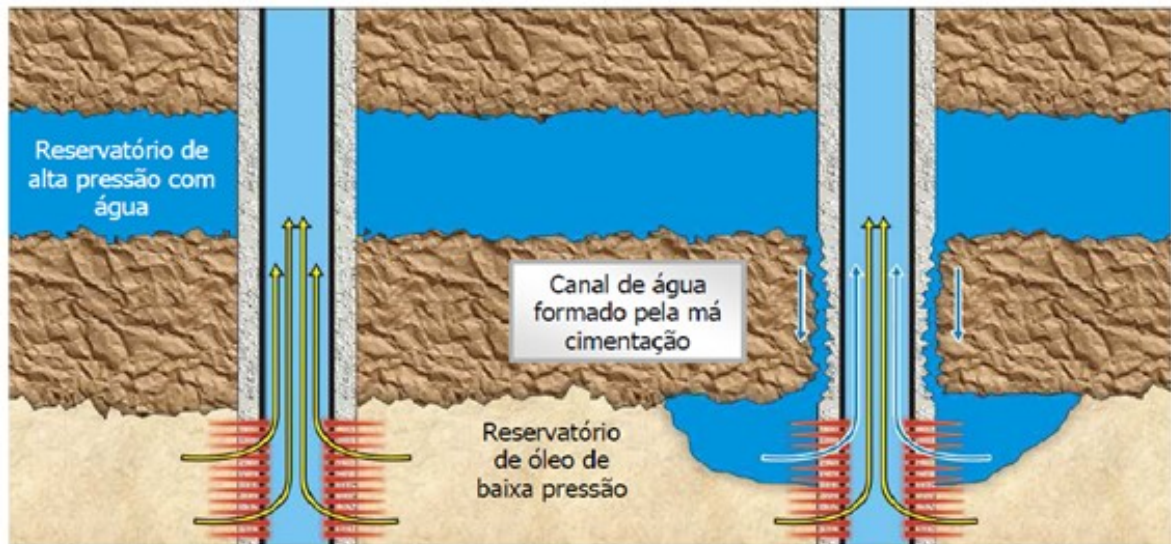 Reservatório de
alta pressão com
água
Canal de água
formado pela má
cimentação
Reservatório
de óleo de
baixa pressão